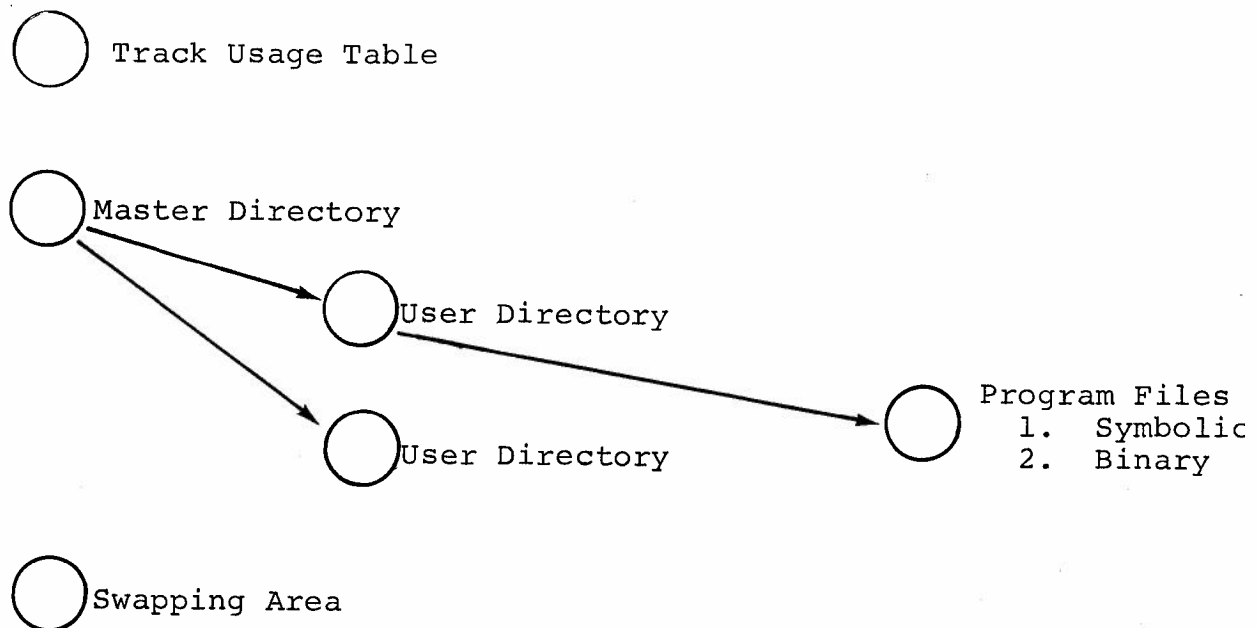 Track Usage Table
Master Directory
User Directory
Program Files
1. Symbolic
2. Binary
User Directory
Swapping Area